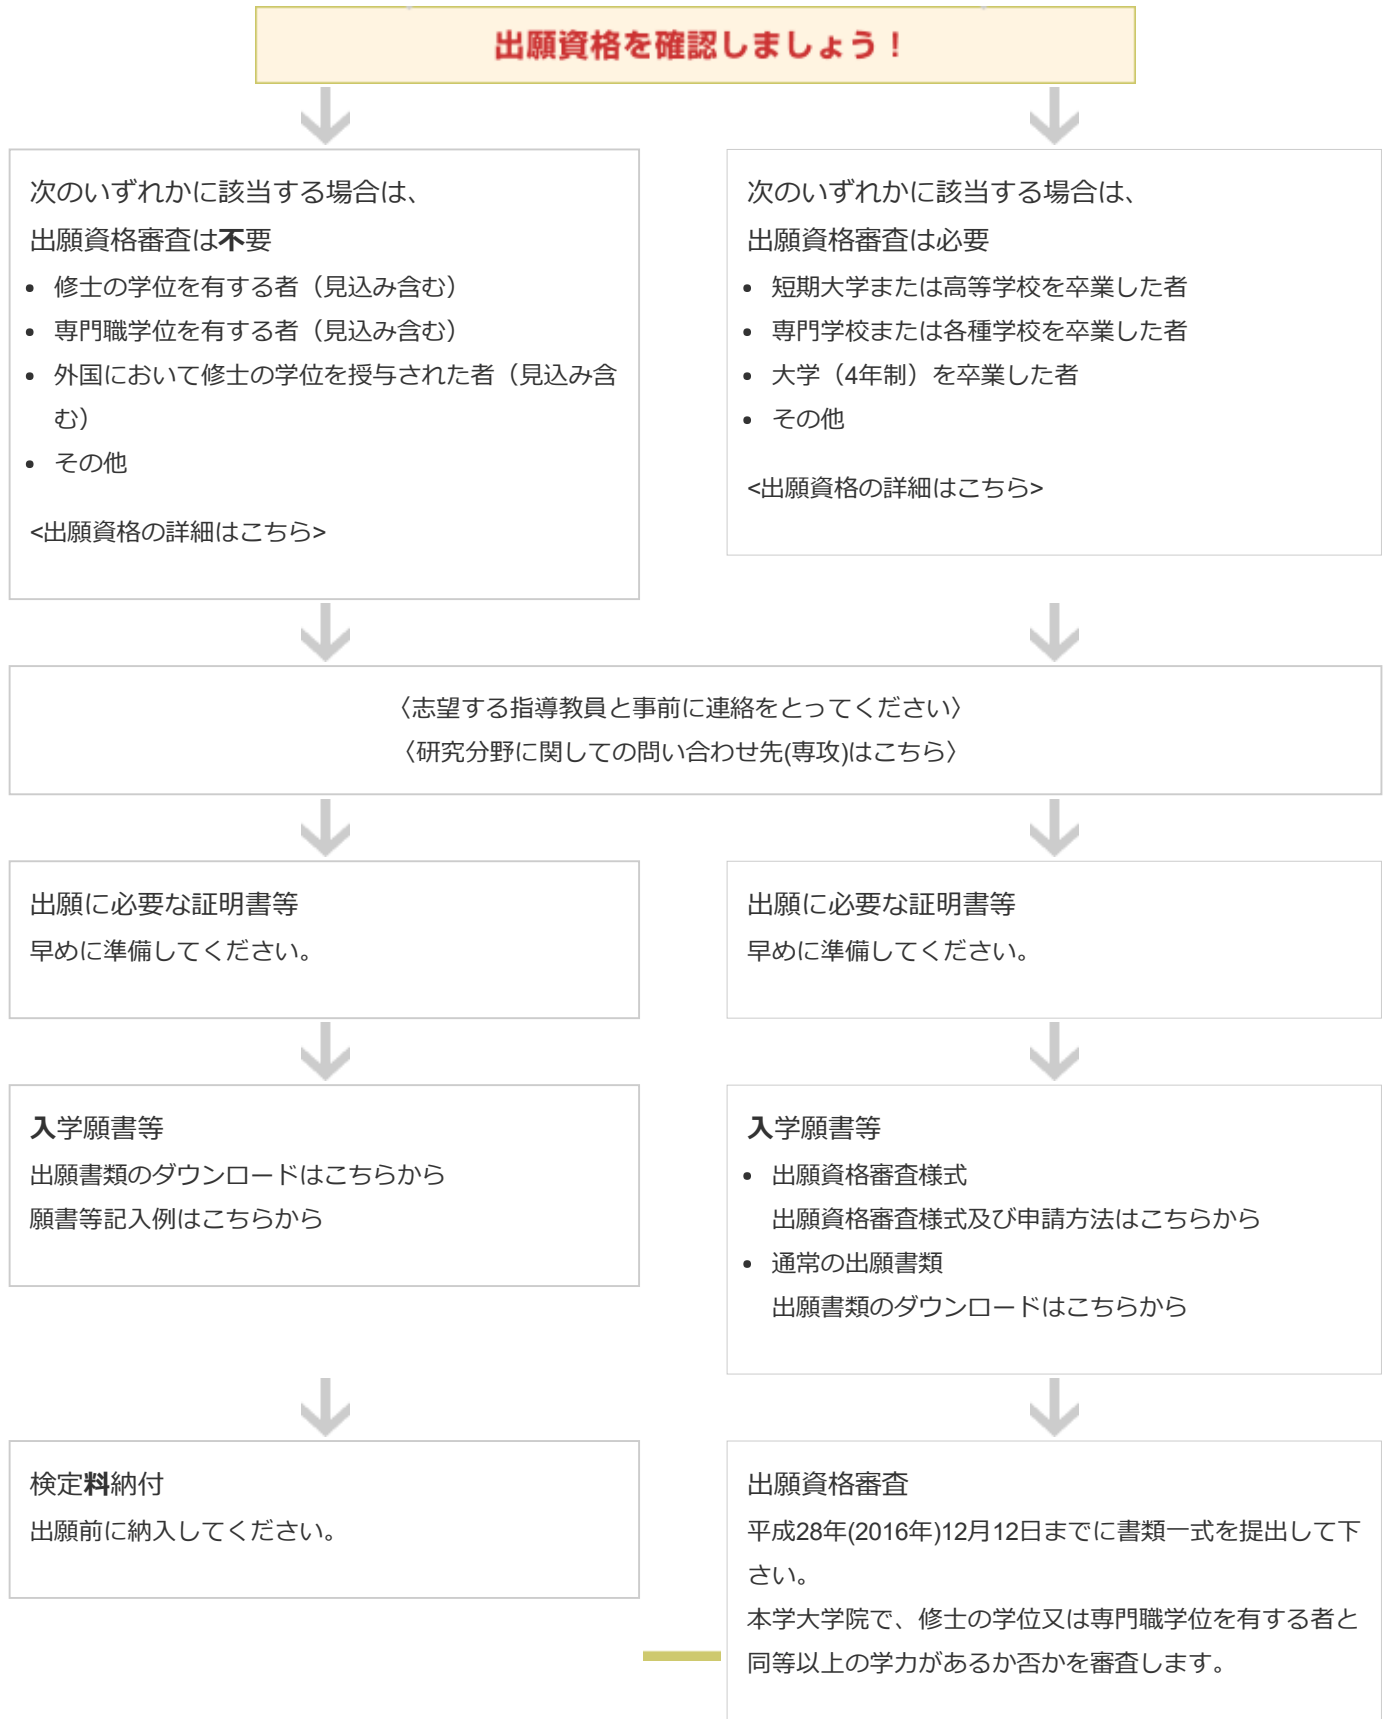 出願資格を確認しましょう！
次のいずれかに該当する場合は、
出願資格審査は不要
• 修士の学位を有する者（見込み含む）
• 専門職学位を有する者（見込み含む）
• 外国において修士の学位を授与された者（見込み含
む）
• その他
<出願資格の詳細はこちら>
次のいずれかに該当する場合は、
出願資格審査は必要
• 短期大学または高等学校を卒業した者
• 専門学校または各種学校を卒業した者
• 大学（4年制）を卒業した者
• その他
<出願資格の詳細はこちら>
〈志望する指導教員と事前に連絡をとってください〉
〈研究分野に関しての問い合わせ先(専攻)はこちら〉
出願に必要な証明書等
早めに準備してください。
出願に必要な証明書等
早めに準備してください。
入学願書等
出願書類のダウンロードはこちらから
願書等記入例はこちらから
入学願書等
• 出願資格審査様式
出願資格審査様式及び申請方法はこちらから
• 通常の出願書類
出願書類のダウンロードはこちらから
検定料納付
出願前に納入してください。
出願資格審査
平成28年(2016年)12月12日までに書類一式を提出して下
さい。
本学大学院で、修士の学位又は専門職学位を有する者と
同等以上の学力があるか否かを審査します。